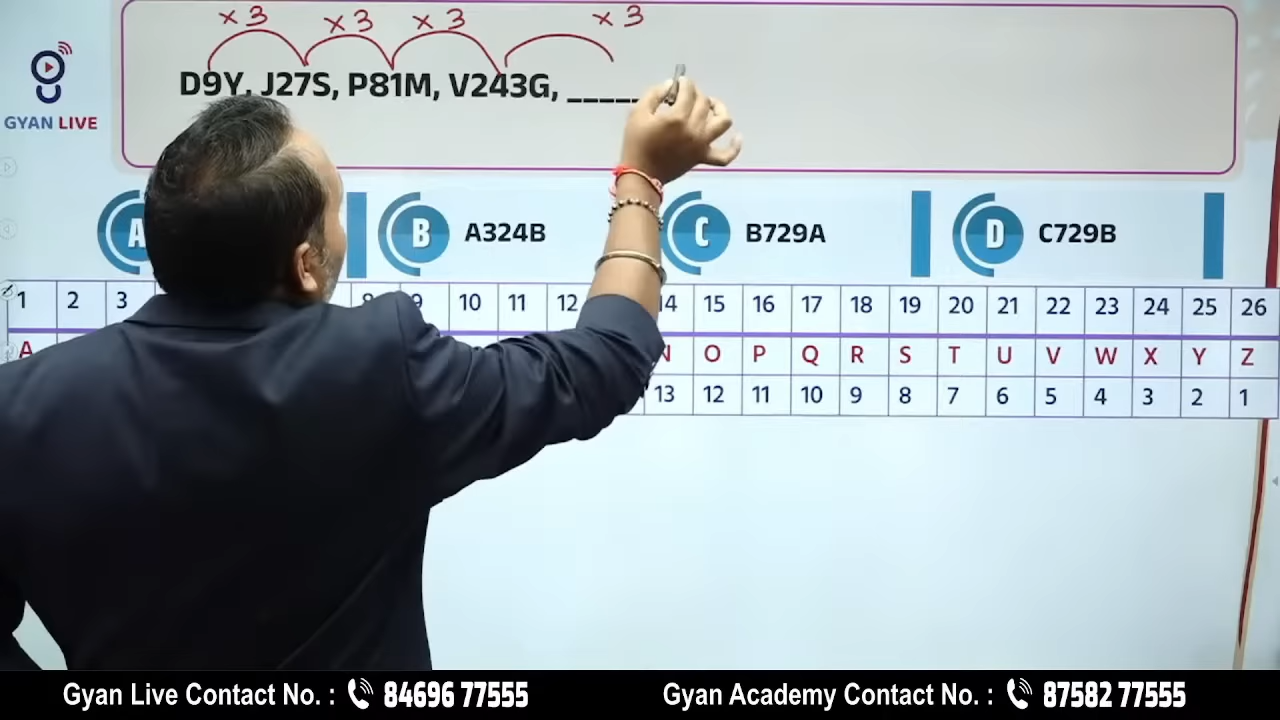 ×3 ×3 ×3 ×3
D9Y, J27S, P81M, V243G, _____
GYAN LIVE
A B A324B C B729A D C729B
1 2 3 8 9 10 11 12 14 15 16 17 18 19 20 21 22 23 24 25 26
A N O P Q R S T U V W X Y Z
13 12 11 10 9 8 7 6 5 4 3 2 1
Gyan Live Contact No. : 84696 77555 Gyan Academy Contact No. : 87582 77555